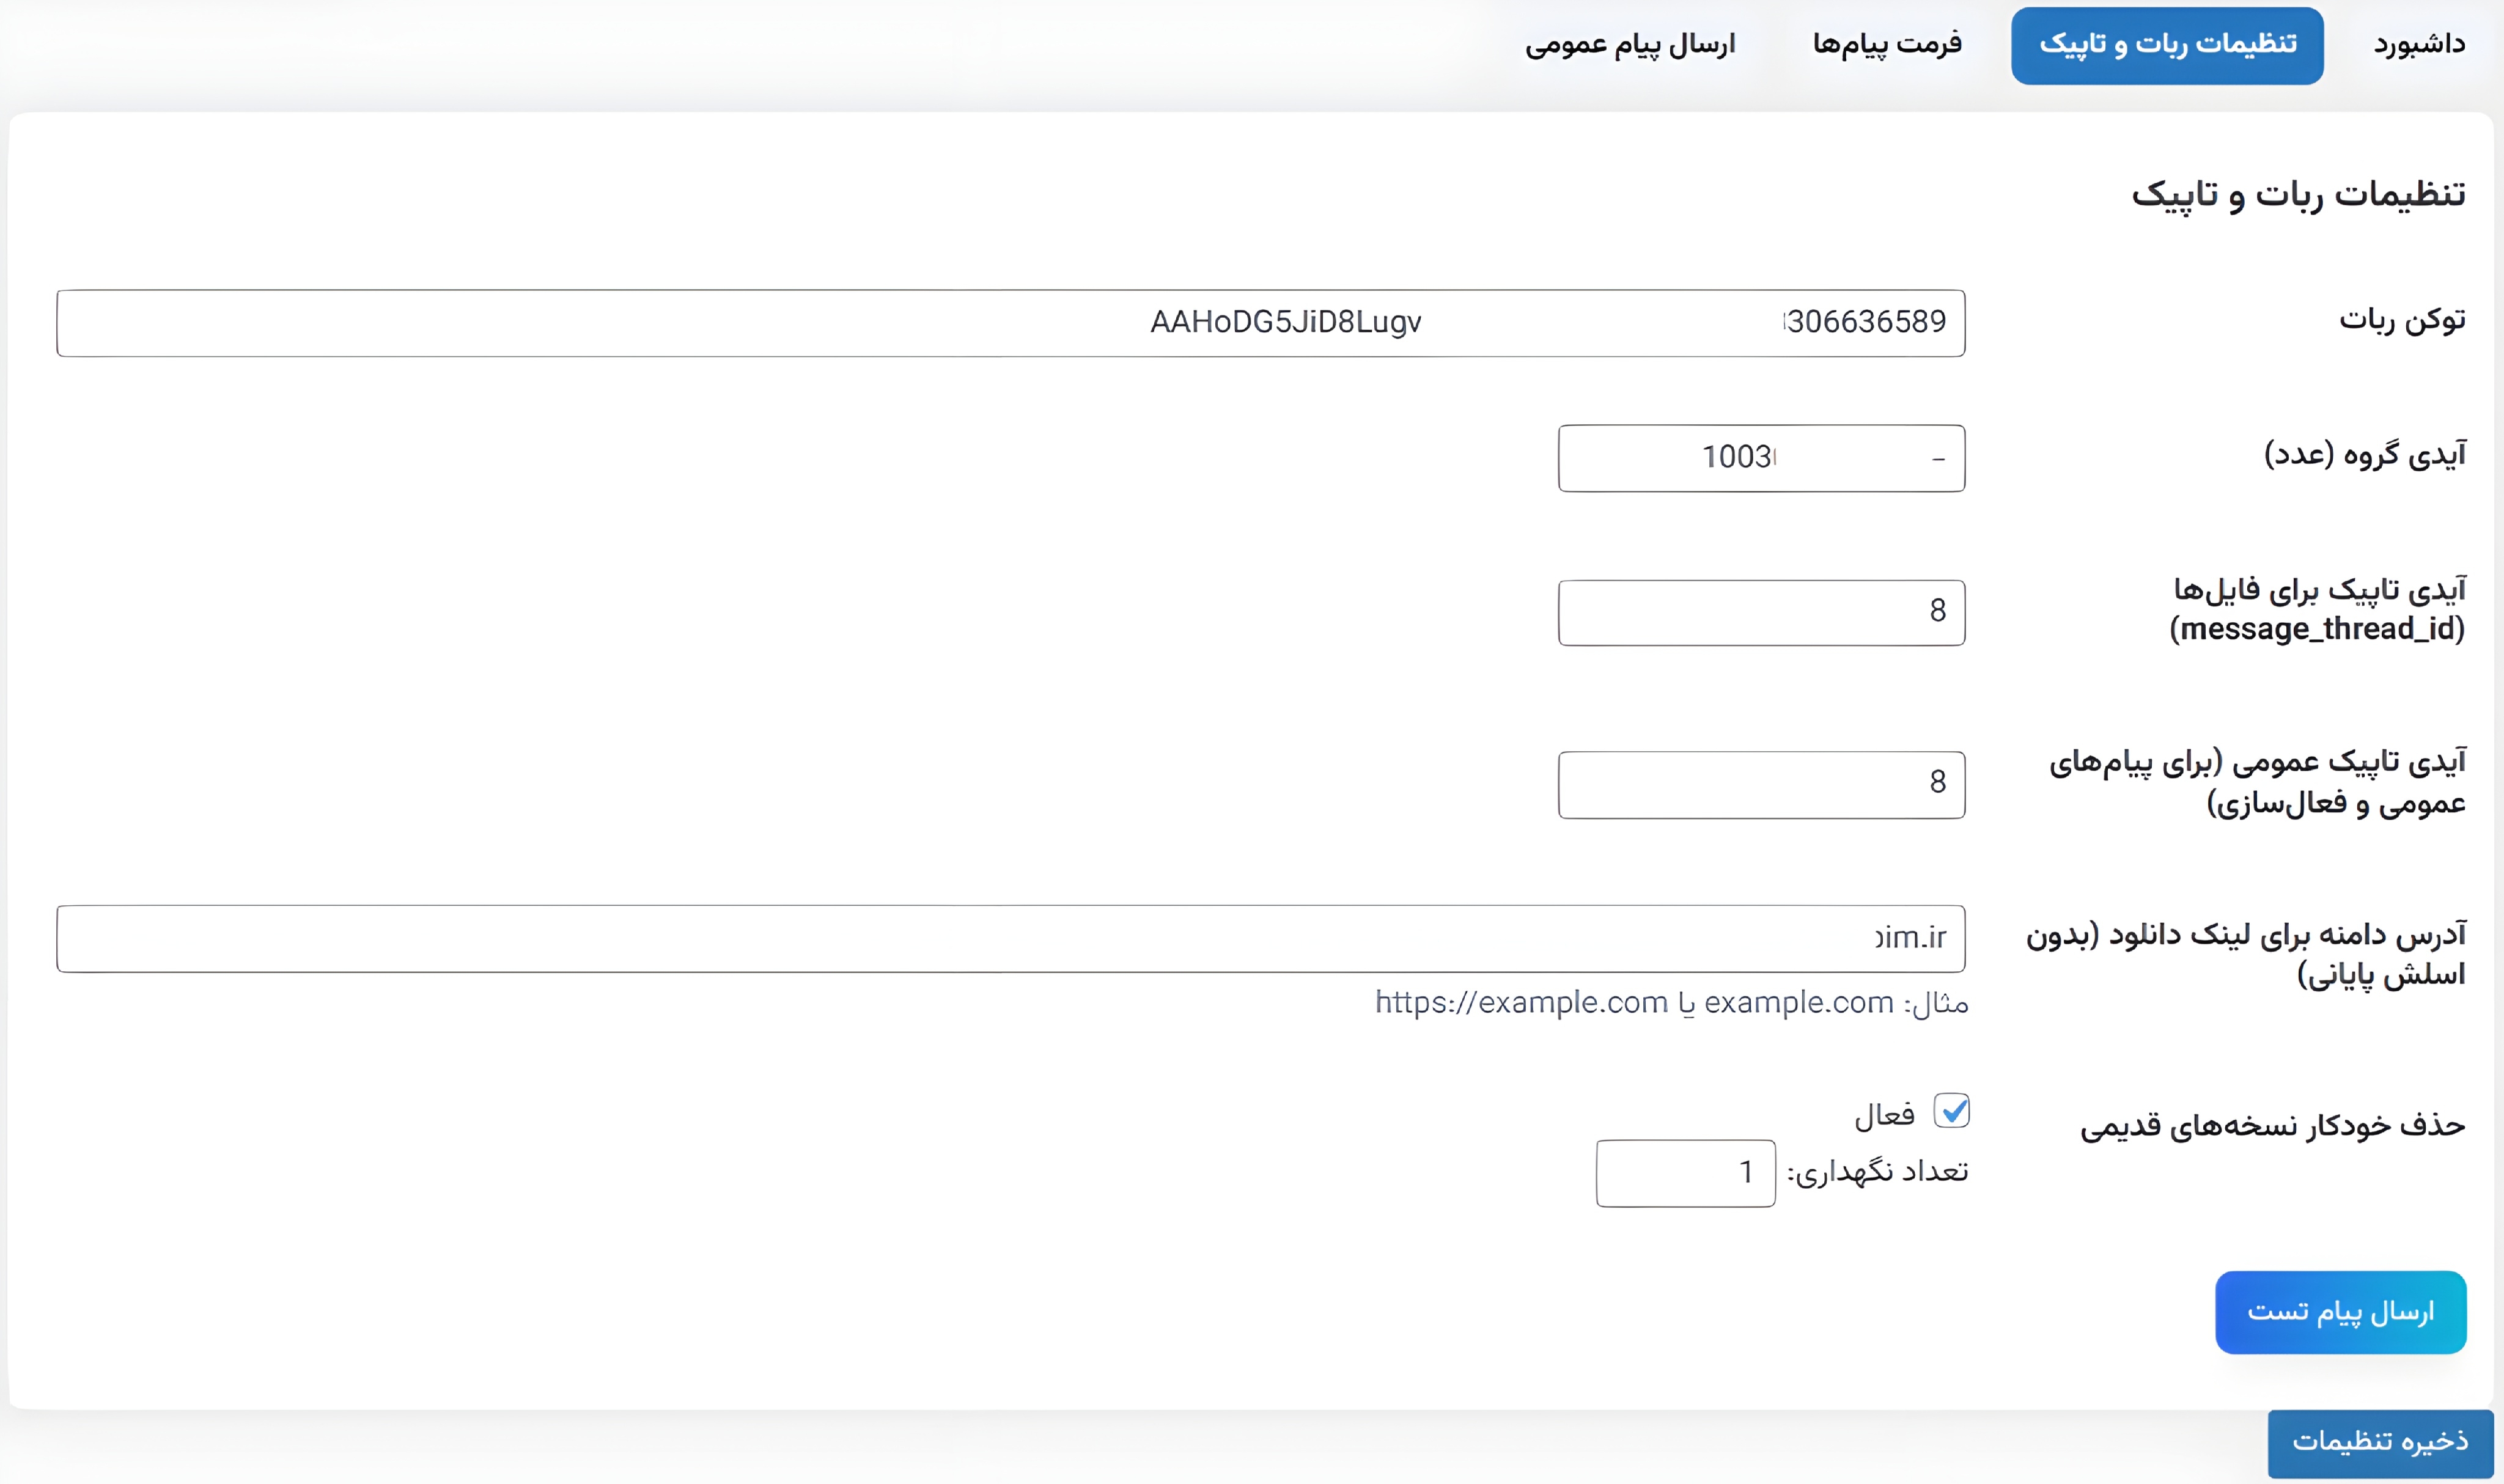 داشبورد
تنظیمات ربات و تاپیک
فرمت پیام‌ها
ارسال پیام عمومی
تنظیمات ربات و تاپیک
توکن ربات
306636589 AAHoDG5JiD8Lugv
آیدی گروه (عدد)
1003 –
آیدی تاپیک برای فایل‌ها
(message_thread_id)
8
آیدی تاپیک عمومی (برای پیام‌های
عمومی و فعال‌سازی)
8
آدرس دامنه برای لینک دانلود (بدون
اسلش پایانی)
im.ir
مثال: example.com یا https://example.com
حذف خودکار نسخه‌های قدیمی
فعال
تعداد نگهداری: 1
ارسال پیام تست
ذخیره تنظیمات